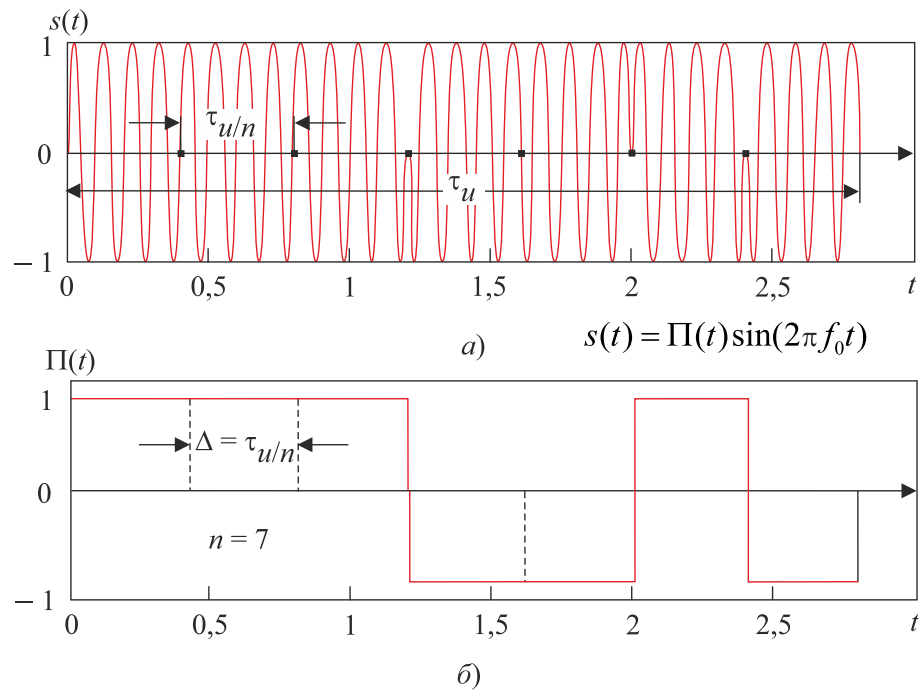 s(t)
1
τu/n
0
τu
– 1
0 0,5 1 1,5 2 2,5 t
а) s(t) = Π(t)sin(2πf₀t)
Π(t)
1
Δ = τu/n
0
n = 7
– 1
0 0,5 1 1,5 2 2,5 t
б)